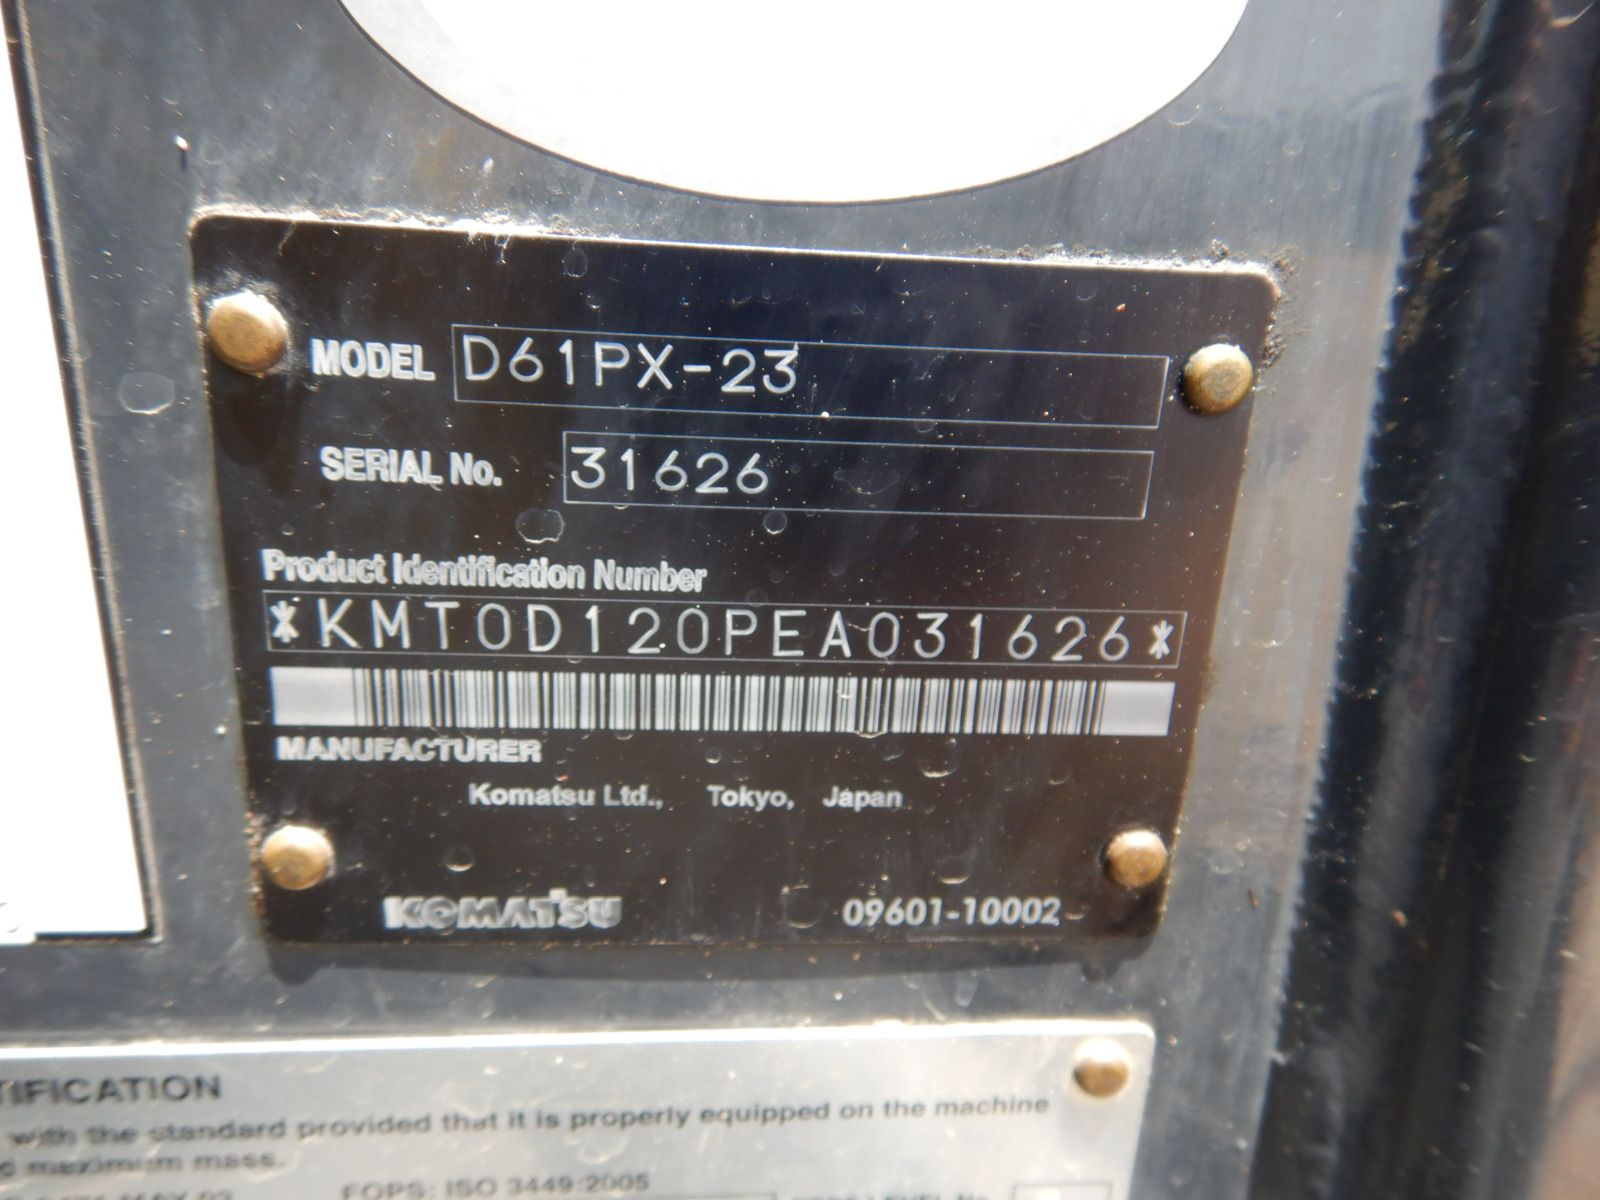 MODEL D61PX-23
SERIAL No. 31626
Product Identification Number
*KMT0D120PEA031626*
MANUFACTURER
Komatsu Ltd., Tokyo, Japan
KOMATSU 09601-10002
TIFICATION
with the standard provided that it is properly equipped on the machine
d maximum mass.
FOPS: ISO 3449:2005